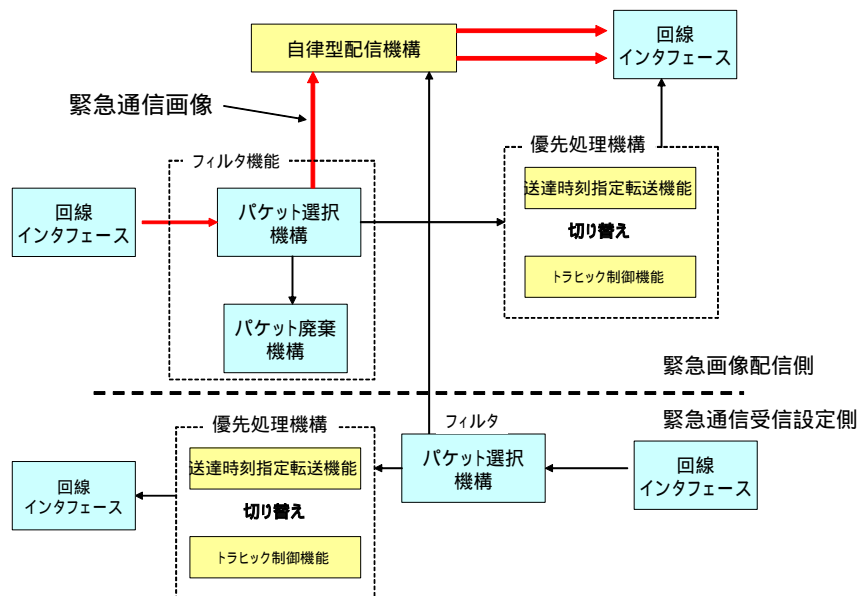 自律型配信機構
回線
インタフェース
緊急通信画像
優先処理機構
フィルタ機能
送達時刻指定転送機能
回線
インタフェース
パケット選択
機構
切り替え
トラヒック制御機能
パケット廃棄
機構
緊急画像配信側
緊急通信受信設定側
優先処理機構
フィルタ
送達時刻指定転送機能
パケット選択
機構
回線
インタフェース
回線
インタフェース
切り替え
トラヒック制御機能